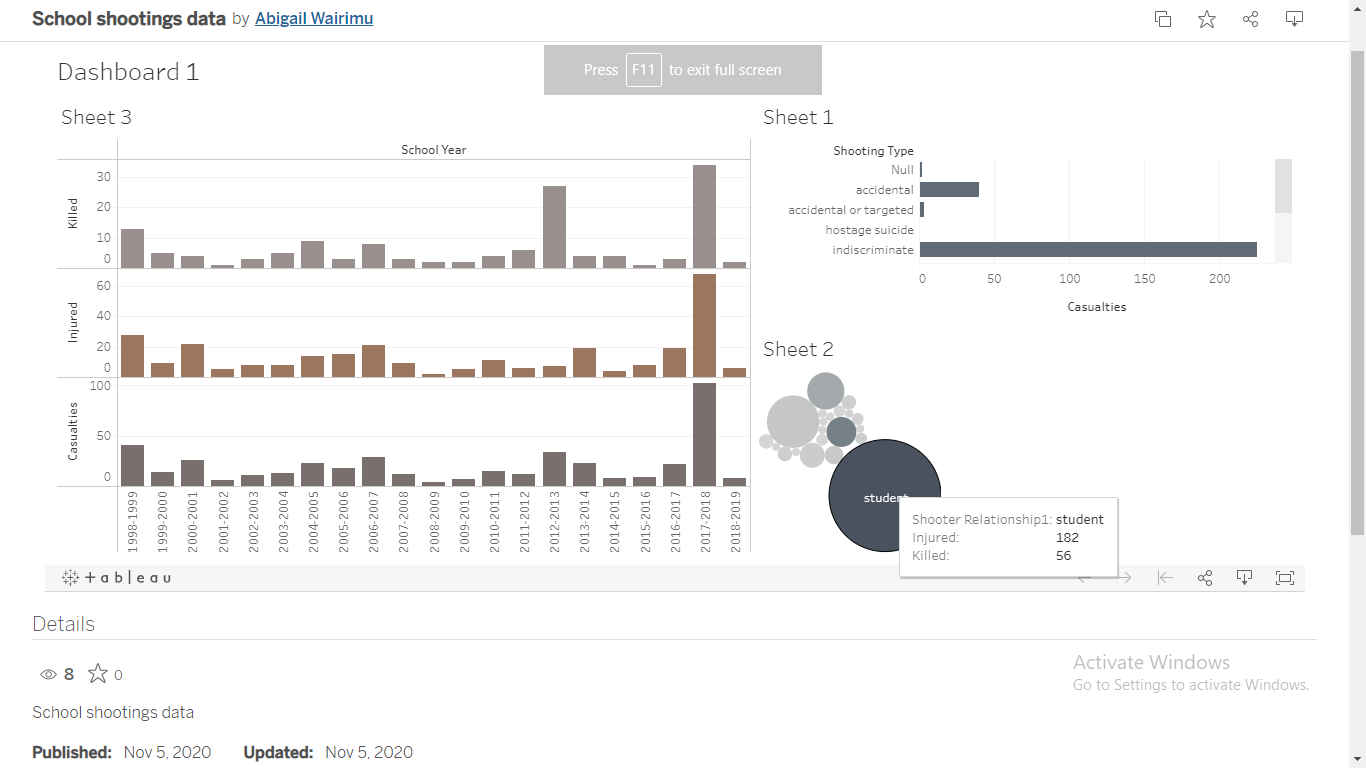 School shootings data by Abigail Wairimu
Press F11 to exit full screen
Dashboard 1
Sheet 3
School Year
Killed
30
20
10
0
Injured
60
40
20
0
Casualties
100
50
0
1998-1999
1999-2000
2000-2001
2001-2002
2002-2003
2003-2004
2004-2005
2005-2006
2006-2007
2007-2008
2008-2009
2009-2010
2010-2011
2011-2012
2012-2013
2013-2014
2014-2015
2015-2016
2016-2017
2017-2018
2018-2019
Sheet 1
Shooting Type
Null
accidental
accidental or targeted
hostage suicide
indiscriminate
0 50 100 150 200
Casualties
Sheet 2
student
Shooter Relationship1: student
Injured: 182
Killed: 56
+ a b | e a u
Details
8 0
Activate Windows
Go to Settings to activate Windows.
School shootings data
Published: Nov 5, 2020 Updated: Nov 5, 2020